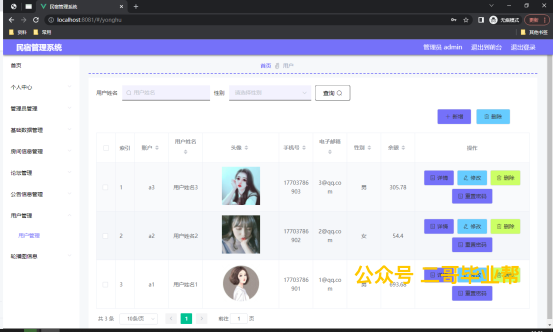 民宿管理系统
localhost:8081/#/yonghu
无痕模式
更新
资料 常用
其他书签
民宿管理系统
管理员 admin 退出到前台 退出登录
首页
个人中心
管理员管理
基础数据管理
房间信息管理
论坛管理
公告信息管理
用户管理
用户管理
轮播图信息
首页 用户
用户姓名 用户姓名 性别 请选择性别 查询
新增 删除
索引 账户 用户姓名 头像 手机号 电子邮箱 性别 余额 操作
1 a3 用户姓名3 17703786903 3@qq.com 男 305.78 详情 修改 删除
重置密码
2 a2 用户姓名2 17703786902 2@qq.com 女 54.4 详情 修改 删除
重置密码
3 a1 用户姓名1 17703786901 1@qq.com 删除
重置密码
公众号 二哥毕业帮
共 3 条 10条/页 1 前往 1 页